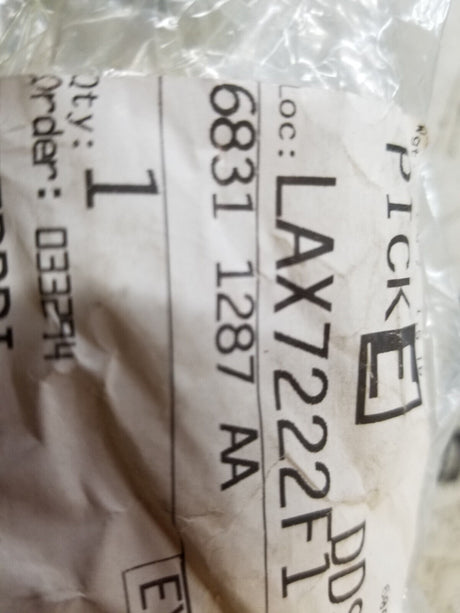 PICK E
Loc: LAX7222F1
6831 1287 AA
Qty: 1
Order: 033294